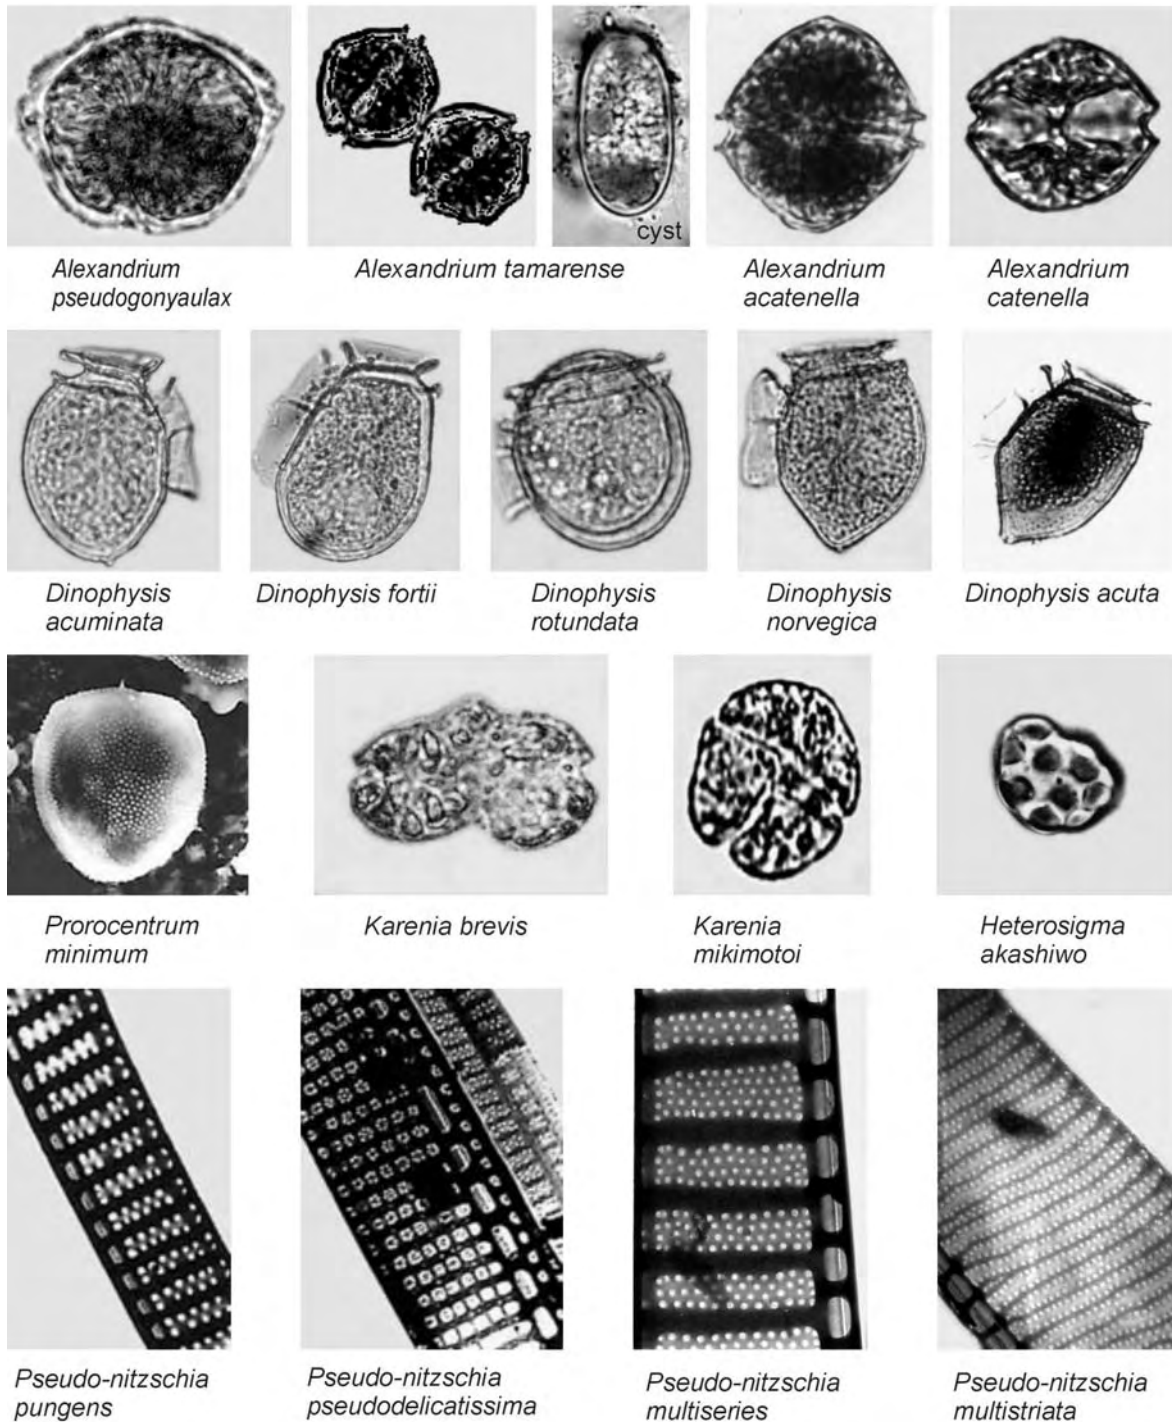 cyst
Alexandrium
pseudogonyaulax
Alexandrium tamarense
Alexandrium
acatenella
Alexandrium
catenella
Dinophysis
acuminata
Dinophysis fortii
Dinophysis
rotundata
Dinophysis
norvegica
Dinophysis acuta
Prorocentrum
minimum
Karenia brevis
Karenia
mikimotoi
Heterosigma
akashiwo
Pseudo-nitzschia
pungens
Pseudo-nitzschia
pseudodelicatissima
Pseudo-nitzschia
multiseries
Pseudo-nitzschia
multistriata